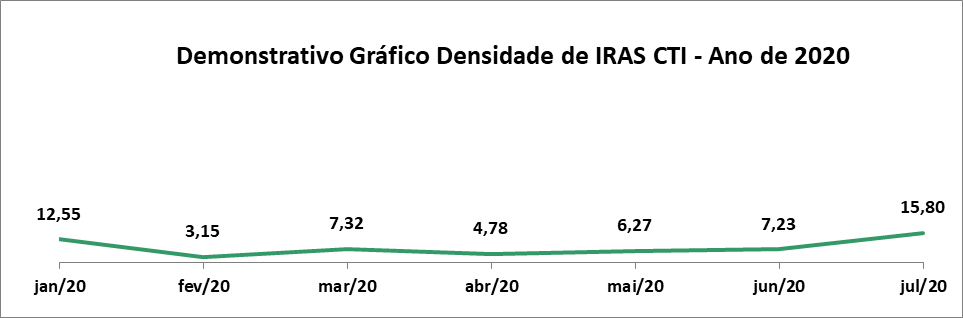 Demonstrativo Gráfico Densidade de IRAS CTI - Ano de 2020
12,55
3,15
7,32
4,78
6,27
7,23
15,80
jan/20
fev/20
mar/20
abr/20
mai/20
jun/20
jul/20